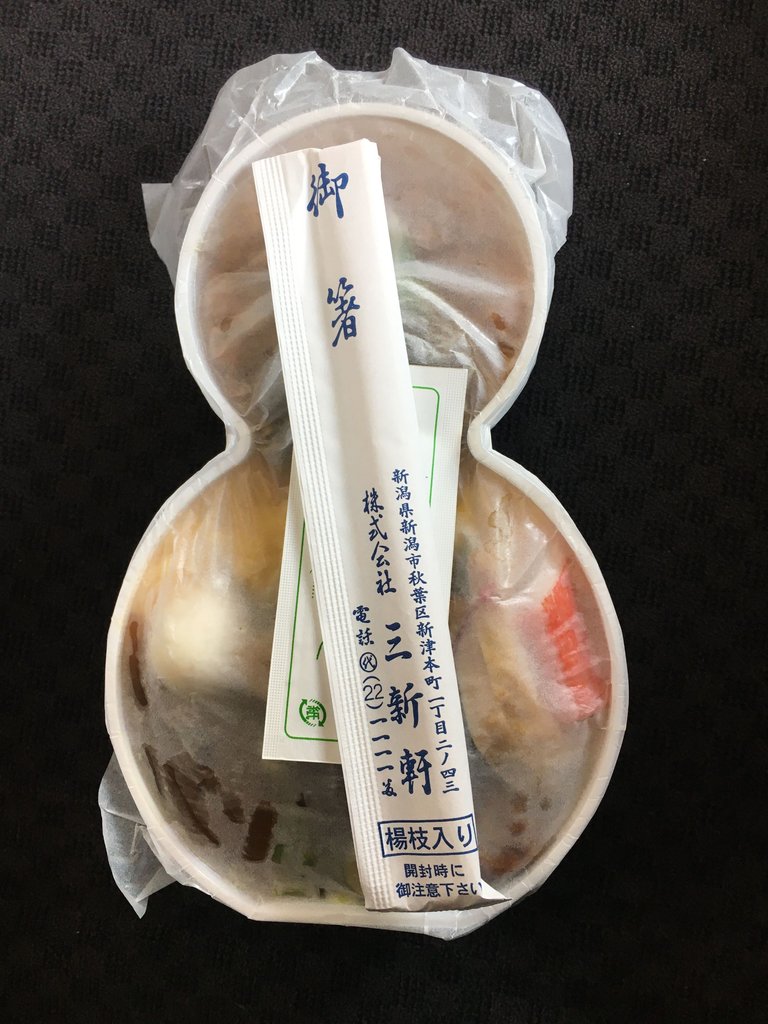 御箸
新潟県新潟市秋葉区新津本町一丁目二ノ四三
株式会社 三新軒
電話㈹(22)一一一一番
楊枝入り
開封時に
御注意下さい